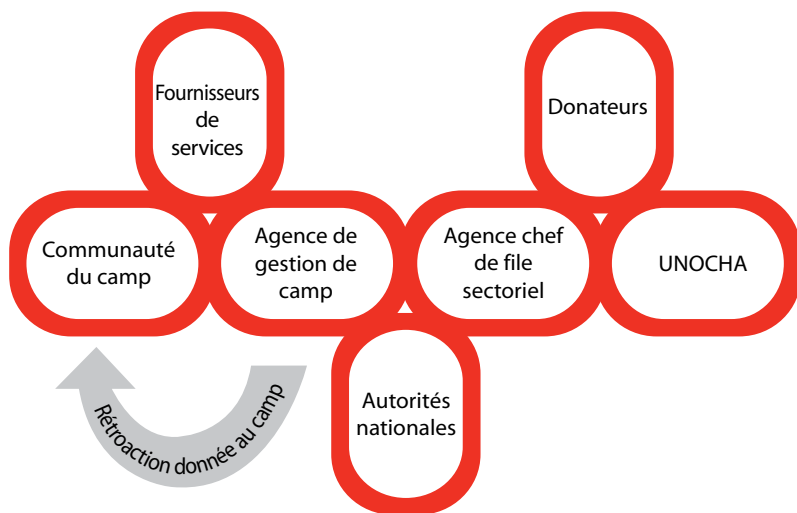 Fournisseurs
de
services
Donateurs
Communauté
du camp
Agence de
gestion de
camp
Agence chef
de file
sectoriel
UNOCHA
Autorités
nationales
Rétroaction donnée au camp